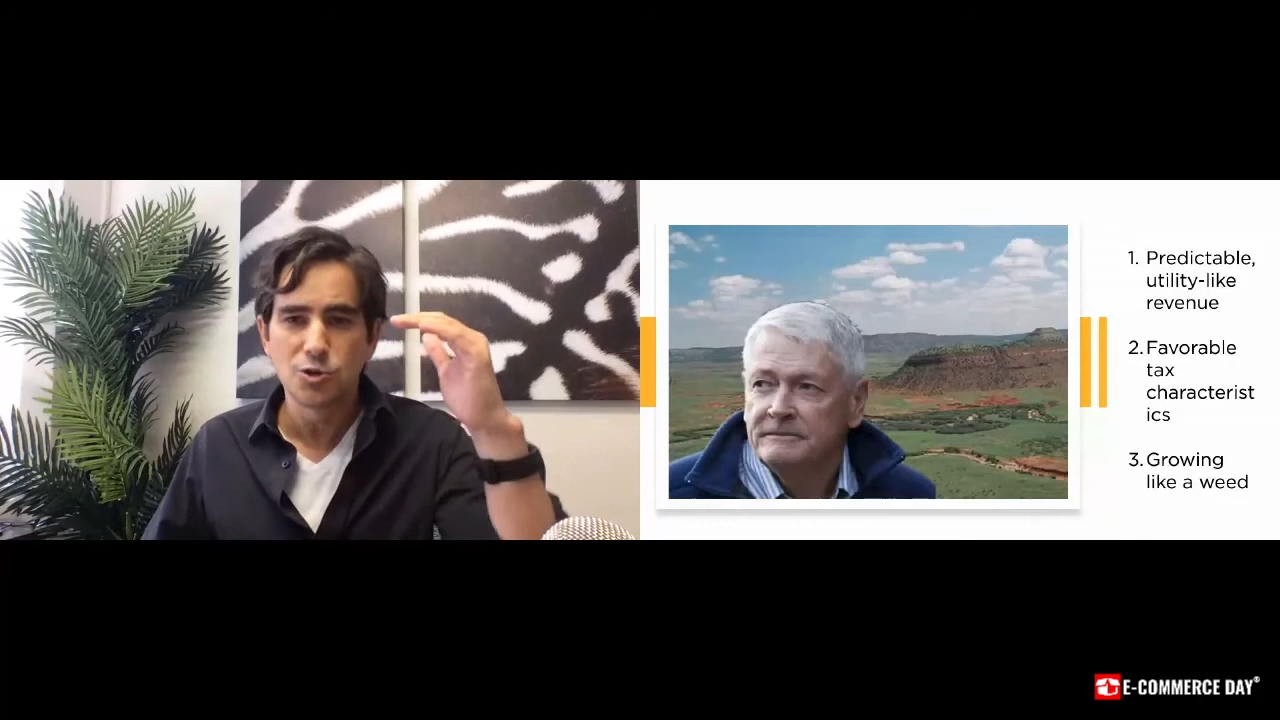 1. Predictable,
utility-like
revenue
2. Favorable
tax
characterist
ics
3. Growing
like a weed
E-COMMERCE DAY®